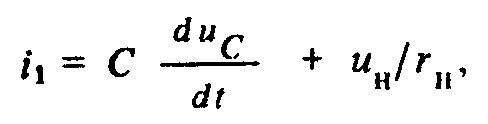 i₁ = C du_C/dt + u_н/r_н,